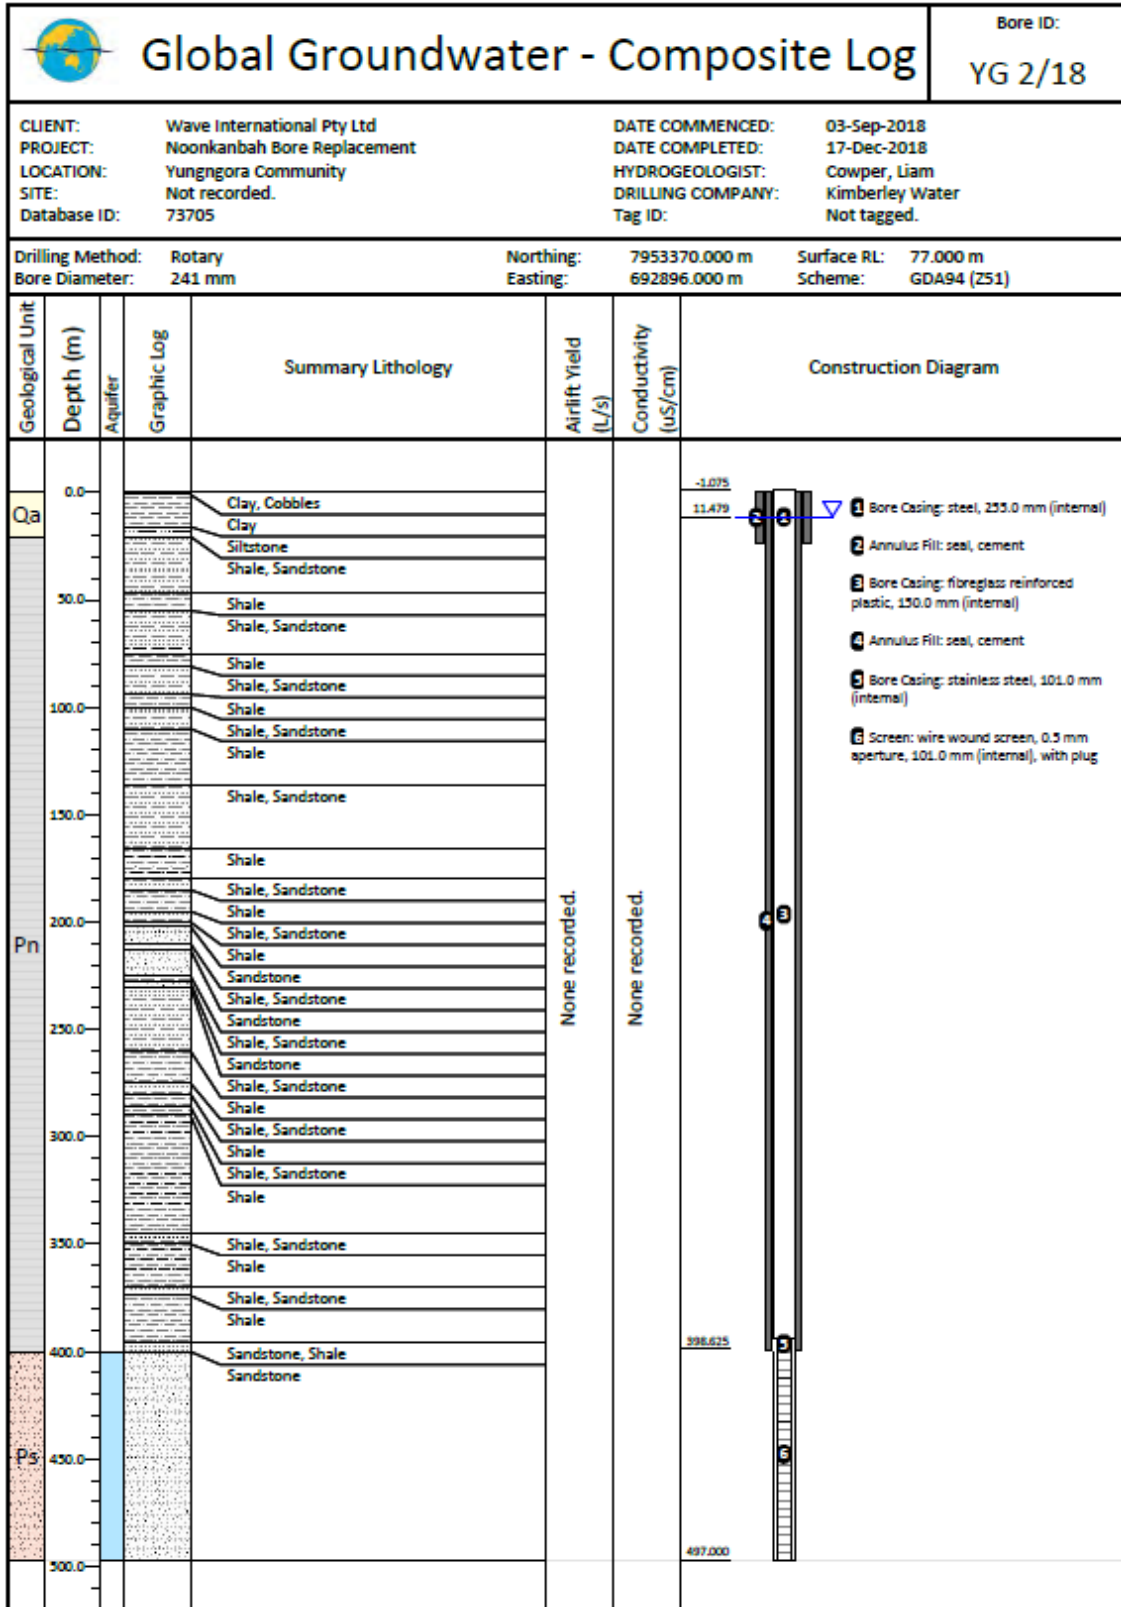 Global Groundwater - Composite Log
Bore ID:
YG 2/18
CLIENT: Wave International Pty Ltd
PROJECT: Noonkanbah Bore Replacement
LOCATION: Yungngora Community
SITE: Not recorded.
Database ID: 73705
DATE COMMENCED: 03-Sep-2018
DATE COMPLETED: 17-Dec-2018
HYDROGEOLOGIST: Cowper, Liam
DRILLING COMPANY: Kimberley Water
Tag ID: Not tagged.
Drilling Method: Rotary
Bore Diameter: 241 mm
Northing: 7953370.000 m
Easting: 692896.000 m
Surface RL: 77.000 m
Scheme: GDA94 (Z51)
Geological Unit
Depth (m)
Aquifer
Graphic Log
Summary Lithology
Airlift Yield
(L/s)
Conductivity
(uS/cm)
Construction Diagram
Qa
Pn
Ps
0.0
50.0
100.0
150.0
200.0
250.0
300.0
350.0
400.0
450.0
500.0
Clay, Cobbles
Clay
Siltstone
Shale, Sandstone
Shale
Shale, Sandstone
Shale
Shale, Sandstone
Shale
Shale, Sandstone
Shale
Shale, Sandstone
Shale
Shale, Sandstone
Shale
Shale, Sandstone
Shale
Sandstone
Shale, Sandstone
Sandstone
Shale, Sandstone
Sandstone
Shale, Sandstone
Shale
Shale, Sandstone
Shale
Shale, Sandstone
Shale
Shale, Sandstone
Shale
Shale, Sandstone
Shale
Sandstone, Shale
Sandstone
None recorded.
None recorded.
-1.075
11.479
398.625
497.000
2
1
4
3
5
6
1 Bore Casing: steel, 255.0 mm (internal)
2 Annulus Fill: seal, cement
3 Bore Casing: fibreglass reinforced
plastic, 150.0 mm (internal)
4 Annulus Fill: seal, cement
5 Bore Casing: stainless steel, 101.0 mm
(internal)
6 Screen: wire wound screen, 0.5 mm
aperture, 101.0 mm (internal), with plug